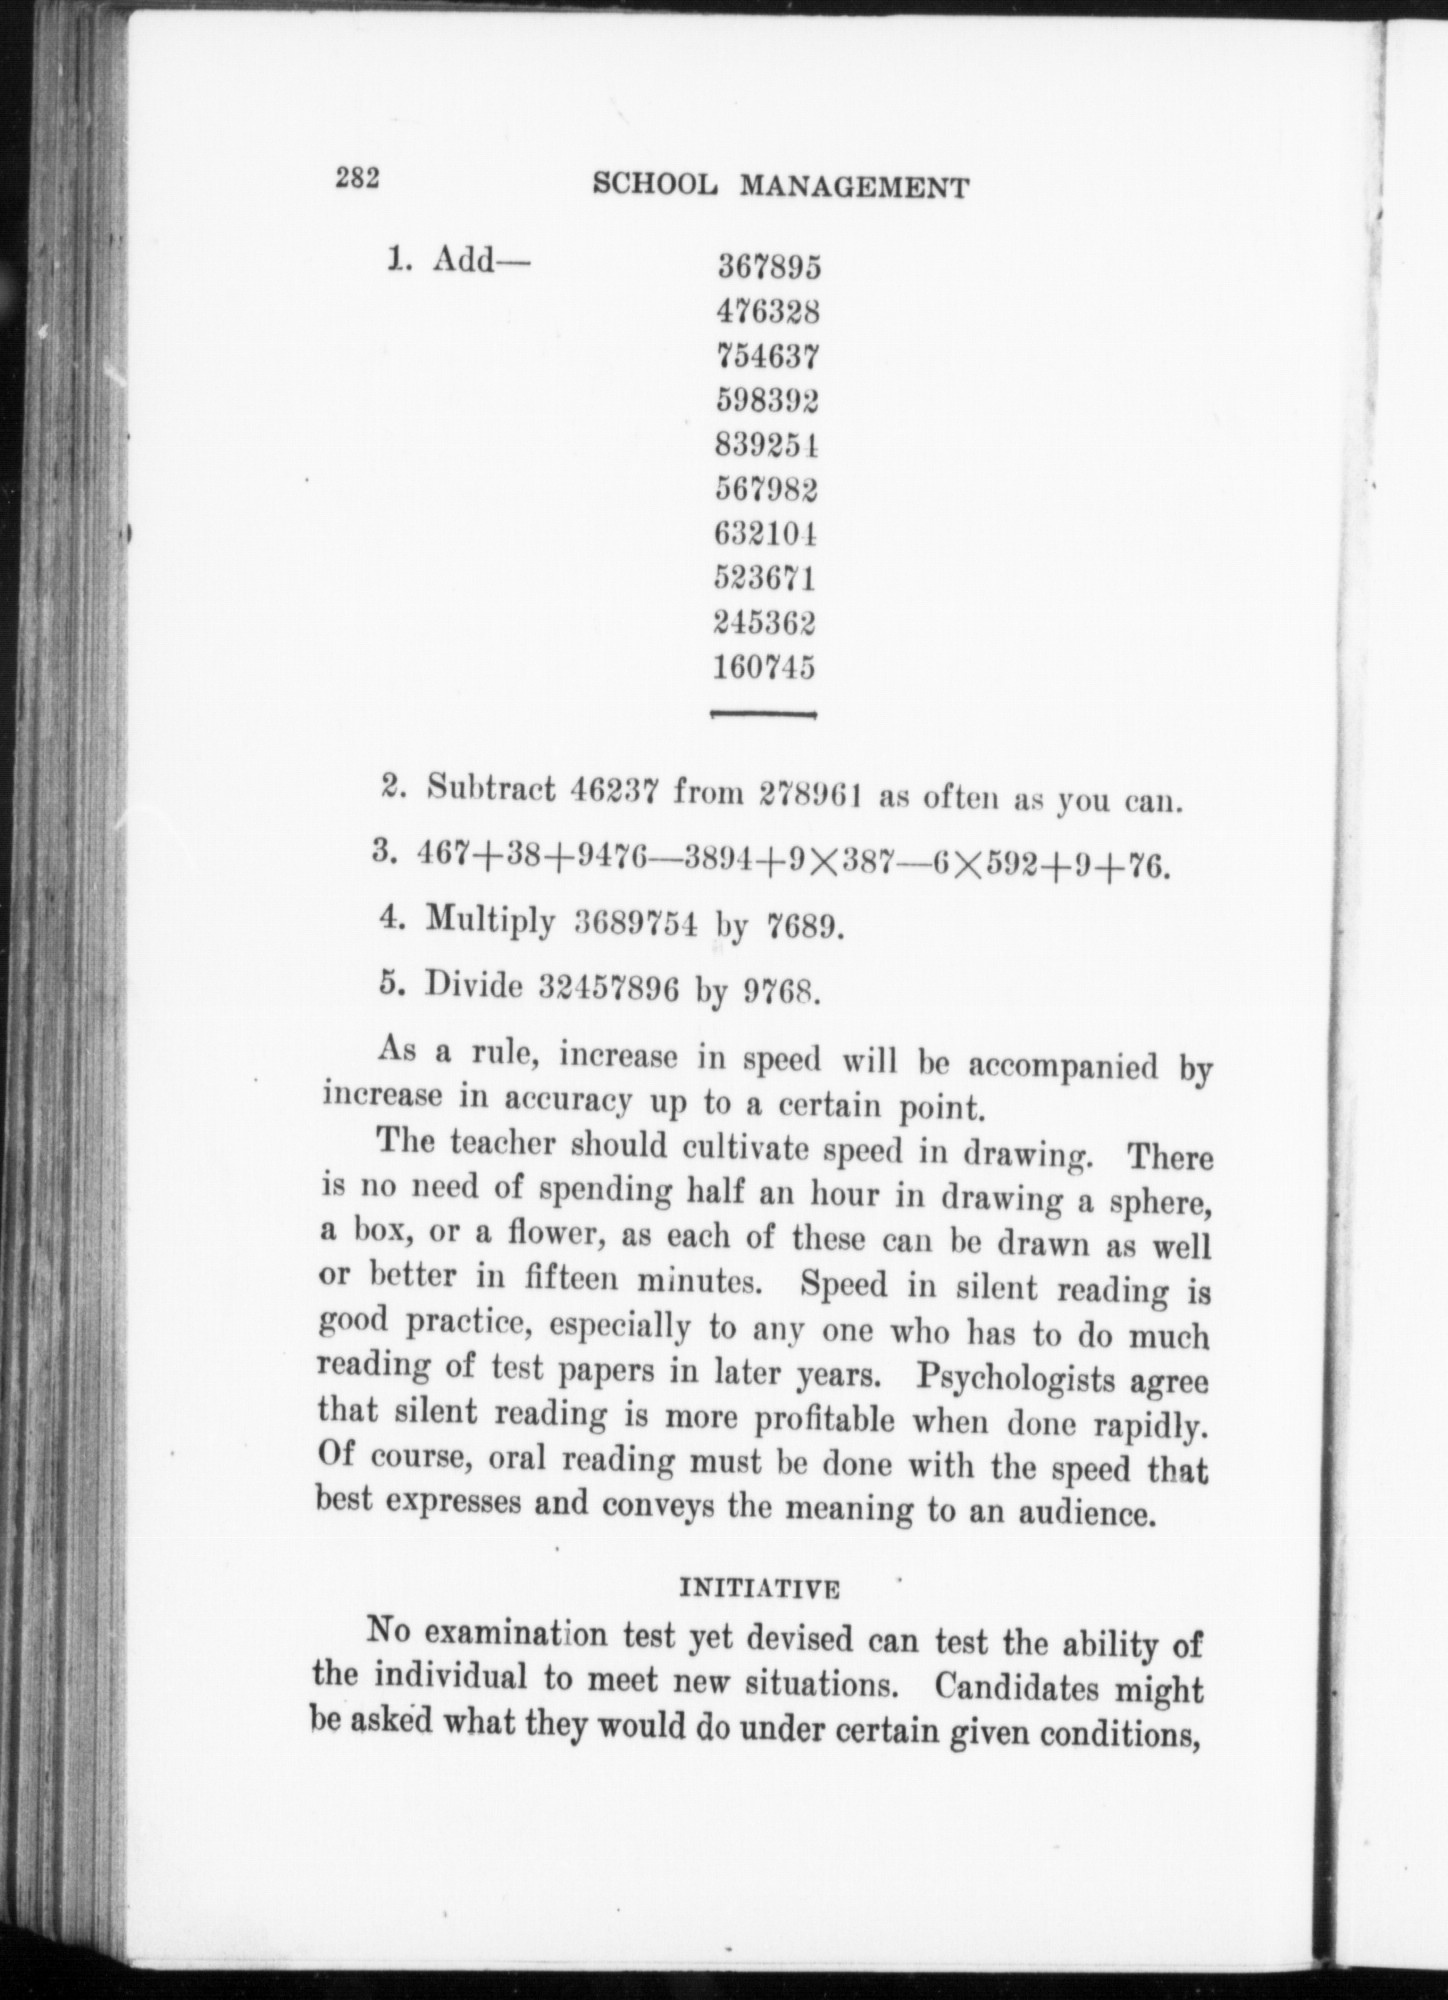 282
SCHOOL MANAGEMENT
1. Add—
367895
476328
754637
598392
839254
567982
632104
523671
245362
160745
2. Subtract 46237 from 278961 as often as you can.
3. 467+38+9476—3894+9×387—6×592+9+76.
4. Multiply 3689754 by 7689.
5. Divide 32457896 by 9768.
As a rule, increase in speed will be accompanied by
increase in accuracy up to a certain point.
The teacher should cultivate speed in drawing. There
is no need of spending half an hour in drawing a sphere,
a box, or a flower, as each of these can be drawn as well
or better in fifteen minutes. Speed in silent reading is
good practice, especially to any one who has to do much
reading of test papers in later years. Psychologists agree
that silent reading is more profitable when done rapidly.
Of course, oral reading must be done with the speed that
best expresses and conveys the meaning to an audience.
INITIATIVE
No examination test yet devised can test the ability of
the individual to meet new situations. Candidates might
be asked what they would do under certain given conditions,